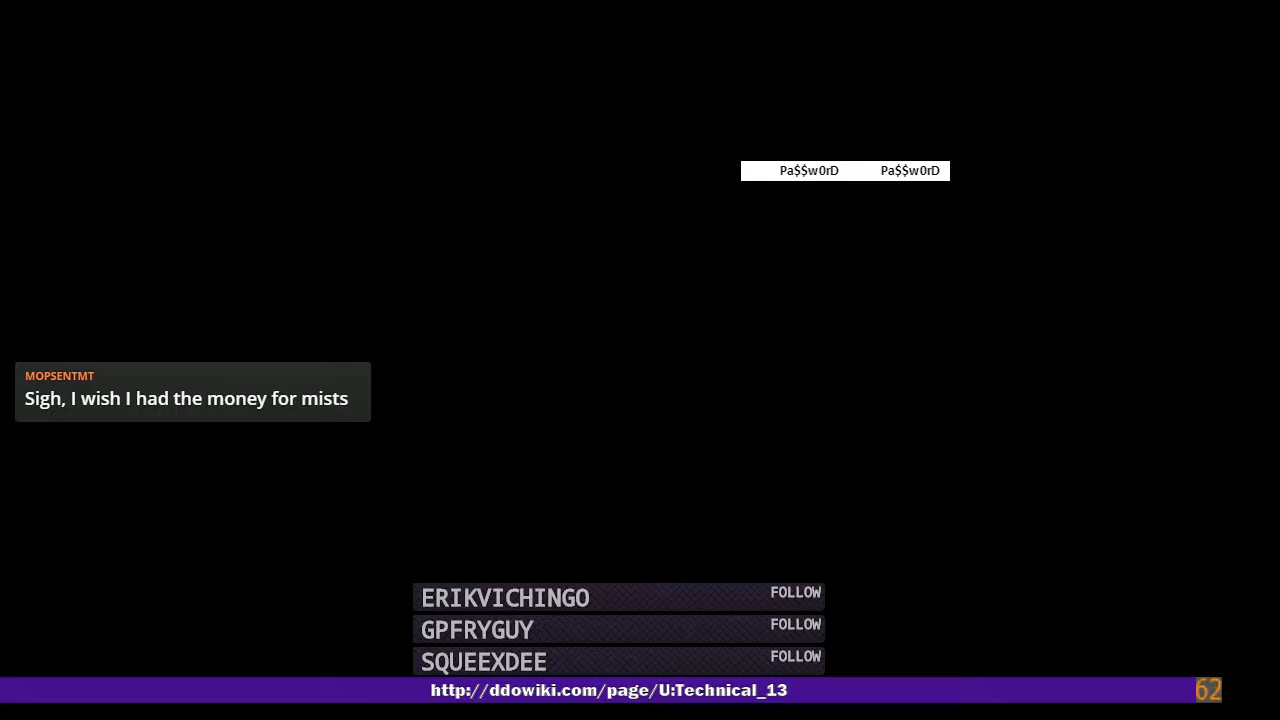 Pa$$w0rD Pa$$w0rD
MOPSENTMT
Sigh, I wish I had the money for mists
ERIKVICHINGO FOLLOW
GPFRYGUY FOLLOW
SQUEEXDEE FOLLOW
http://ddowiki.com/page/U:Technical_13 62